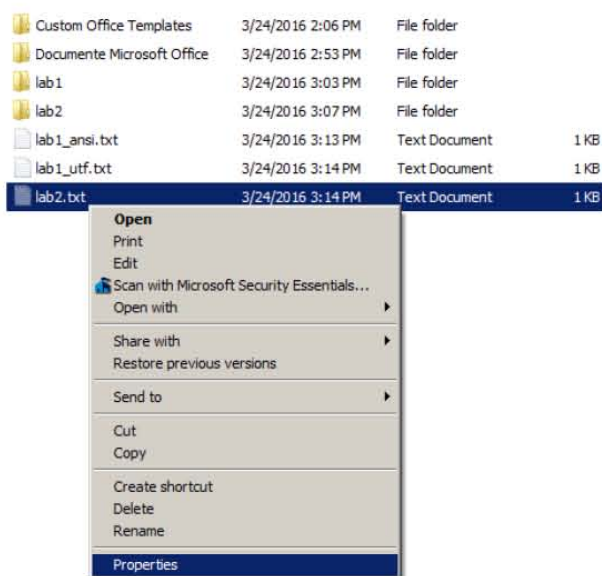 Custom Office Templates 3/24/2016 2:06 PM File folder
Documente Microsoft Office 3/24/2016 2:53 PM File folder
lab1 3/24/2016 3:03 PM File folder
lab2 3/24/2016 3:07 PM File folder
lab1_ansi.txt 3/24/2016 3:13 PM Text Document 1 KB
lab1_utf.txt 3/24/2016 3:14 PM Text Document 1 KB
lab2.txt 3/24/2016 3:14 PM Text Document 1 KB
Open
Print
Edit
Scan with Microsoft Security Essentials...
Open with
Share with
Restore previous versions
Send to
Cut
Copy
Create shortcut
Delete
Rename
Properties